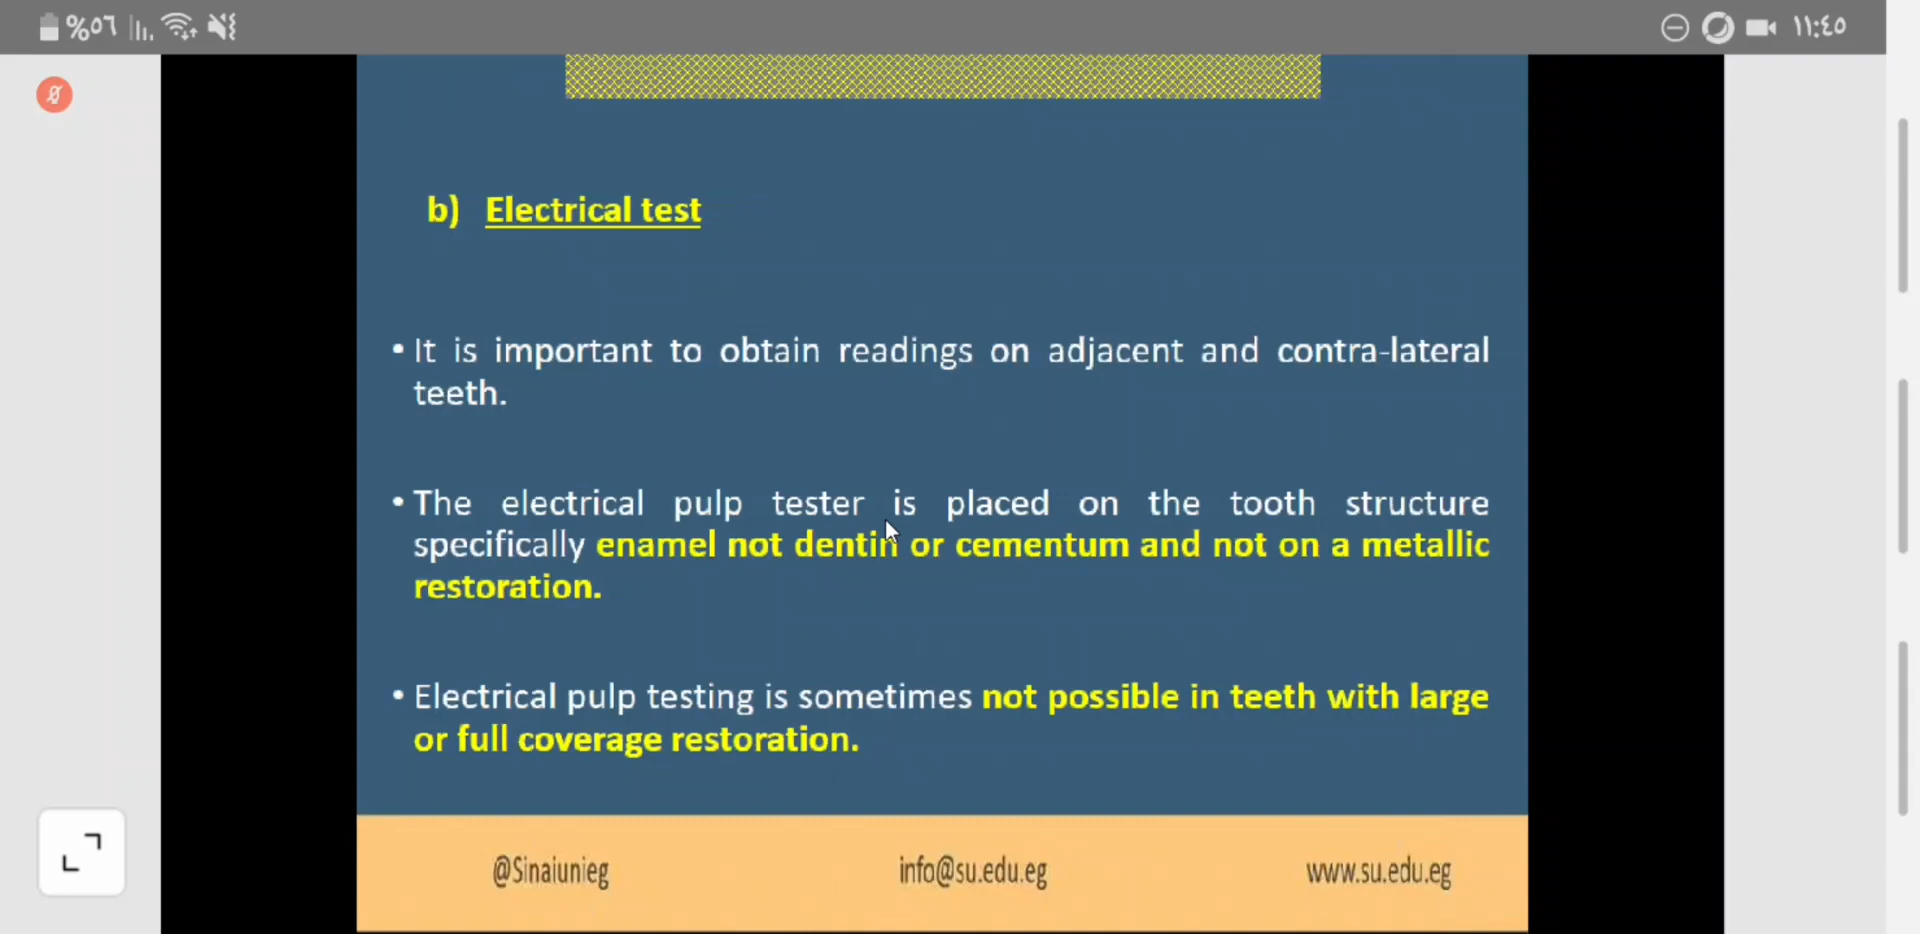 %٥٦
١١:٤٥
b) Electrical test
• It is important to obtain readings on adjacent and contra-lateral
teeth.
• The electrical pulp tester is placed on the tooth structure
specifically enamel not dentin or cementum and not on a metallic
restoration.
• Electrical pulp testing is sometimes not possible in teeth with large
or full coverage restoration.
@Sinaiunieg info@su.edu.eg www.su.edu.eg